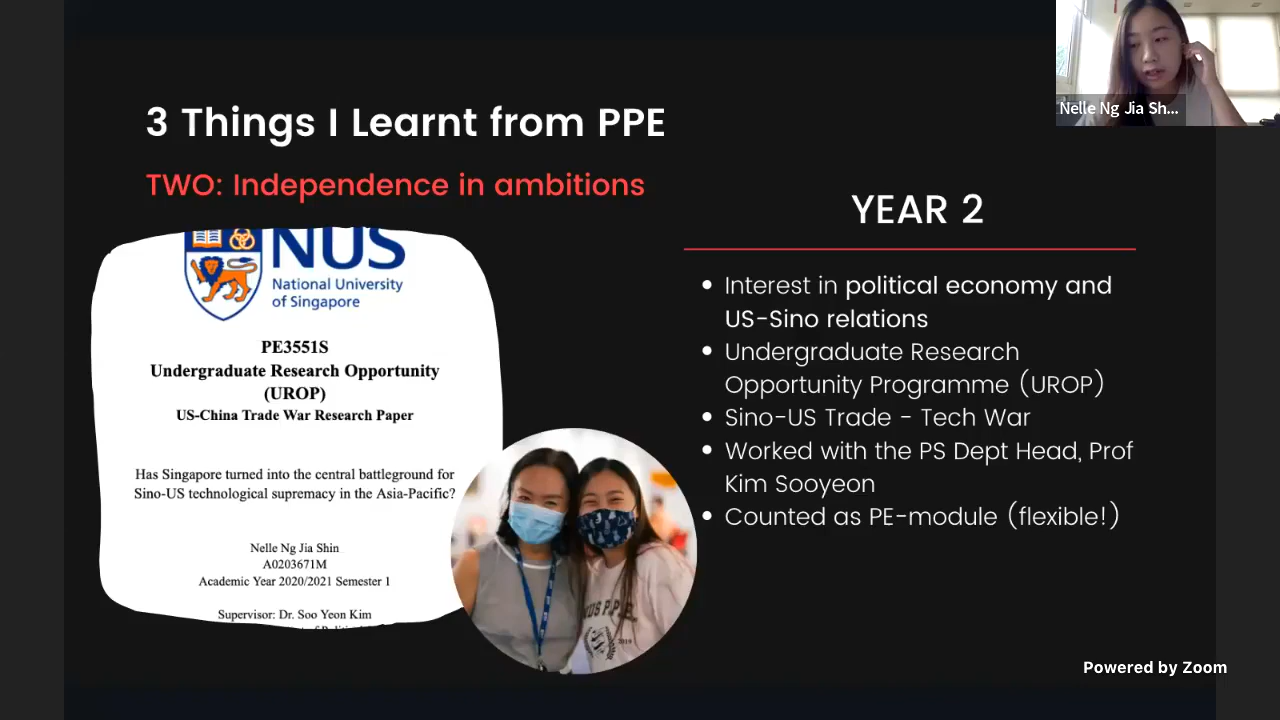 Nelle Ng Jia Sh...
3 Things I Learnt from PPE
TWO: Independence in ambitions
NUS
National University
of Singapore
PE3551S
Undergraduate Research Opportunity
(UROP)
US-China Trade War Research Paper
Has Singapore turned into the central battleground for
Sino-US technological supremacy in the Asia-Pacific?
Nelle Ng Jia Shin
A0203671M
Academic Year 2020/2021 Semester 1
Supervisor: Dr. Soo Yeon Kim
YEAR 2
• Interest in political economy and
US-Sino relations
• Undergraduate Research
Opportunity Programme (UROP)
• Sino-US Trade - Tech War
• Worked with the PS Dept Head, Prof
Kim Sooyeon
• Counted as PE-module (flexible!)
Powered by Zoom